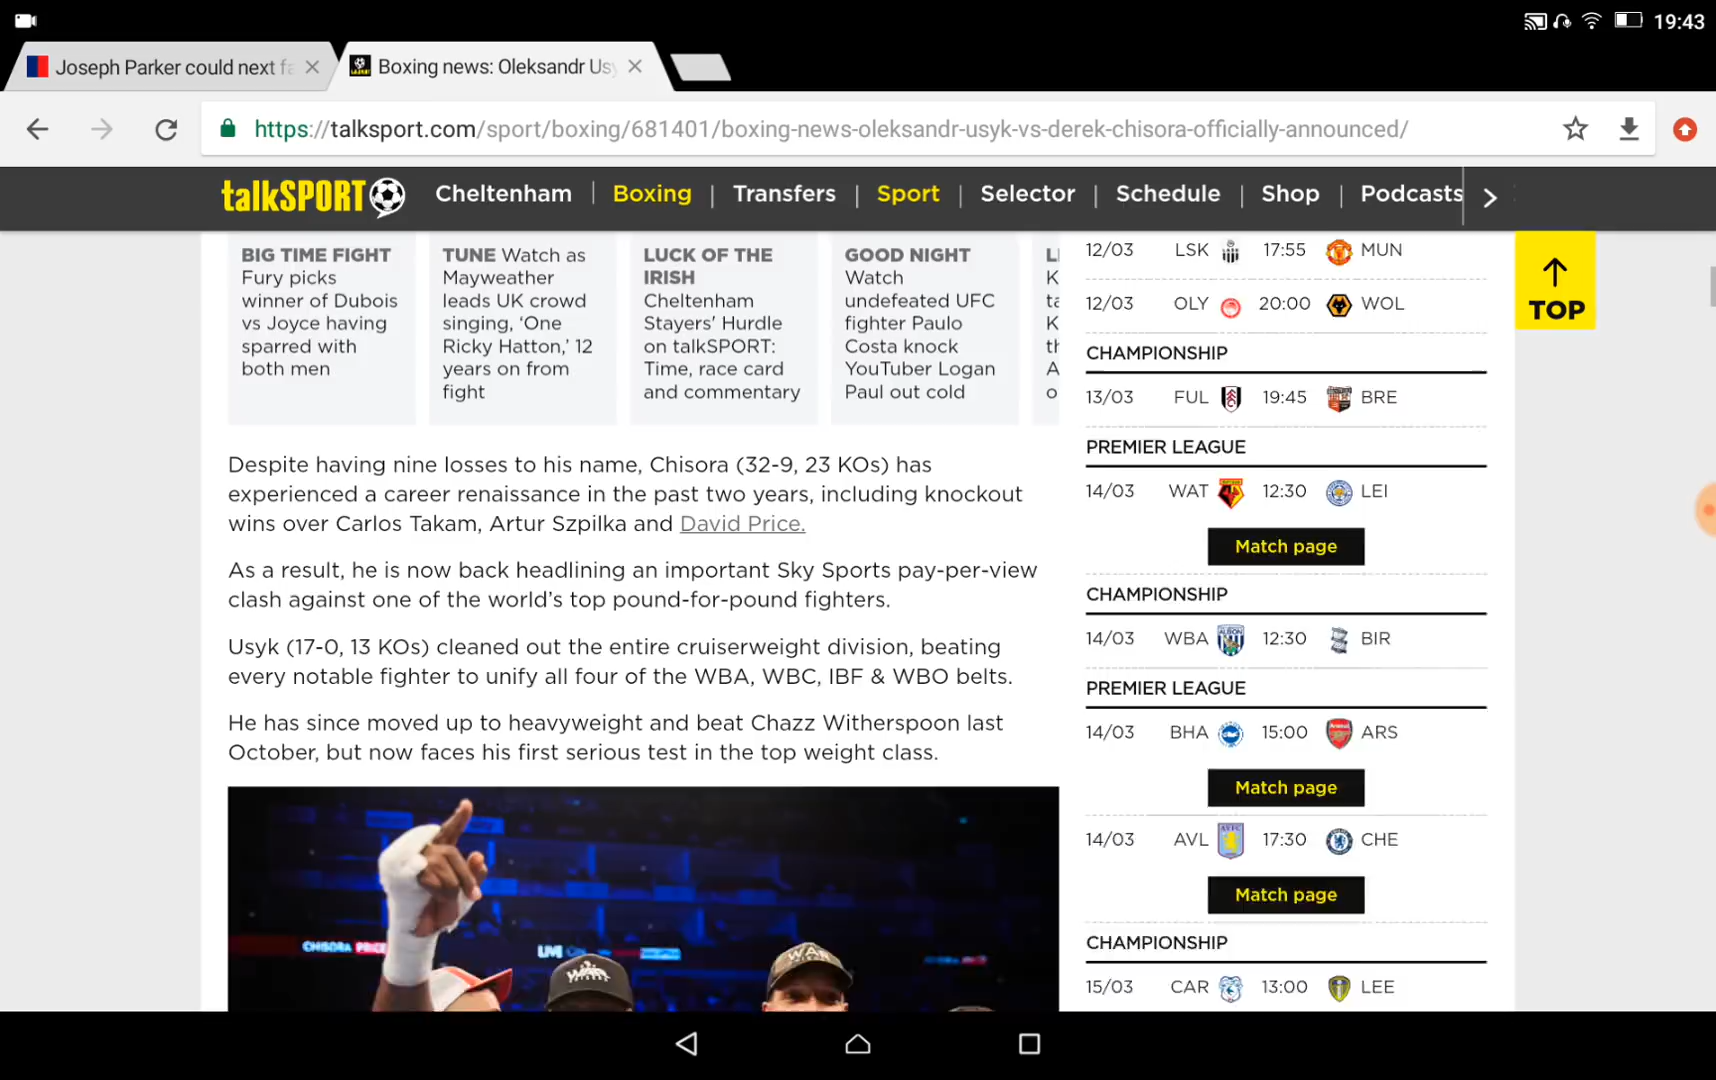 19:43
Joseph Parker could next fa
Boxing news: Oleksandr Us
https://talksport.com/sport/boxing/681401/boxing-news-oleksandr-usyk-vs-derek-chisora-officially-announced/
talkSPORT
Cheltenham | Boxing | Transfers | Sport | Selector | Schedule | Shop | Podcasts
BIG TIME FIGHT
Fury picks
winner of Dubois
vs Joyce having
sparred with
both men
TUNE Watch as
Mayweather
leads UK crowd
singing, ‘One
Ricky Hatton,’ 12
years on from
fight
LUCK OF THE
IRISH
Cheltenham
Stayers’ Hurdle
on talkSPORT:
Time, race card
and commentary
GOOD NIGHT
Watch
undefeated UFC
fighter Paulo
Costa knock
YouTuber Logan
Paul out cold
Despite having nine losses to his name, Chisora (32-9, 23 KOs) has
experienced a career renaissance in the past two years, including knockout
wins over Carlos Takam, Artur Szpilka and David Price.
As a result, he is now back headlining an important Sky Sports pay-per-view
clash against one of the world’s top pound-for-pound fighters.
Usyk (17-0, 13 KOs) cleaned out the entire cruiserweight division, beating
every notable fighter to unify all four of the WBA, WBC, IBF & WBO belts.
He has since moved up to heavyweight and beat Chazz Witherspoon last
October, but now faces his first serious test in the top weight class.
CHISORA PRICE
LIVE
WAR
WAR
12/03 LSK 17:55 MUN
12/03 OLY 20:00 WOL
CHAMPIONSHIP
13/03 FUL 19:45 BRE
PREMIER LEAGUE
14/03 WAT 12:30 LEI
Match page
CHAMPIONSHIP
14/03 WBA 12:30 BIR
PREMIER LEAGUE
14/03 BHA 15:00 ARS
Match page
14/03 AVL 17:30 CHE
Match page
CHAMPIONSHIP
15/03 CAR 13:00 LEE
TOP